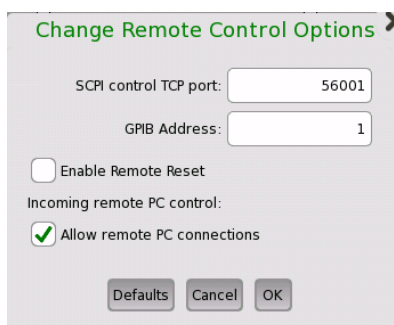 Change Remote Control Options
SCPI control TCP port: 56001
GPIB Address: 1
Enable Remote Reset
Incoming remote PC control:
Allow remote PC connections
Defaults Cancel OK